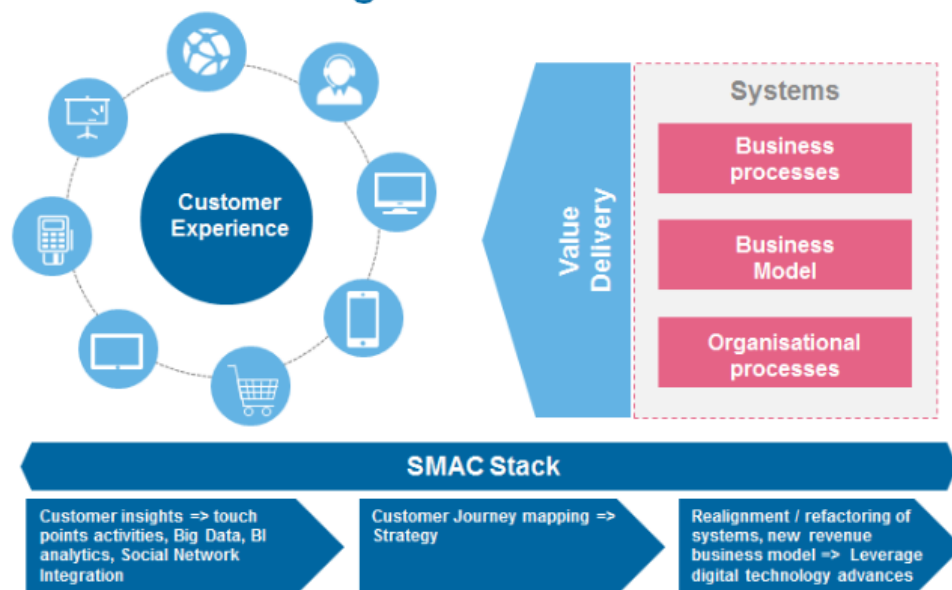 Customer
Experience
Value
Delivery
Systems
Business
processes
Business
Model
Organisational
processes
SMAC Stack
Customer insights => touch
points activities, Big Data, BI
analytics, Social Network
Integration
Customer Journey mapping =>
Strategy
Realignment / refactoring of
systems, new revenue
business model => Leverage
digital technology advances